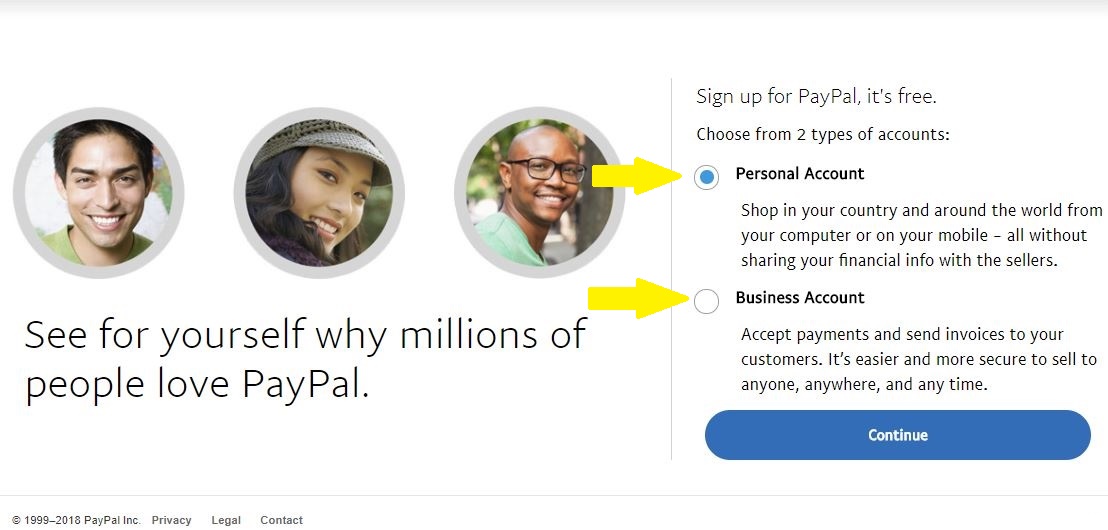 See for yourself why millions of
people love PayPal.
Sign up for PayPal, it's free.
Choose from 2 types of accounts:
Personal Account
Shop in your country and around the world from
your computer or on your mobile – all without
sharing your financial info with the sellers.
Business Account
Accept payments and send invoices to your
customers. It’s easier and more secure to sell to
anyone, anywhere, and any time.
Continue
© 1999–2018 PayPal Inc. Privacy Legal Contact